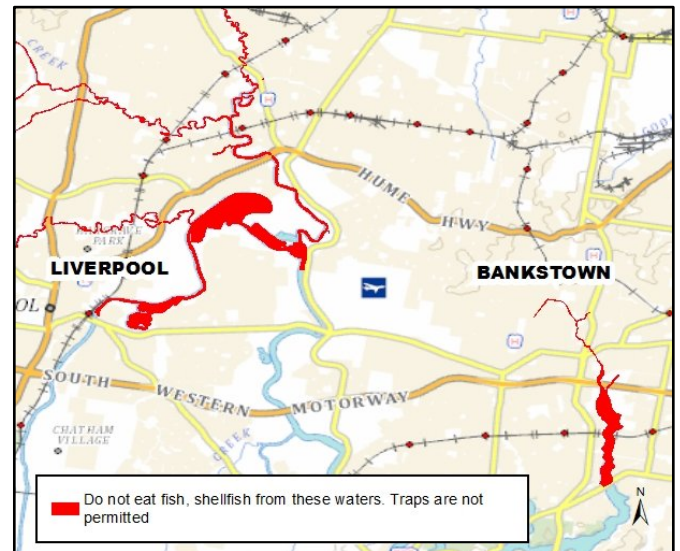 CREEK
H
HUME
HWY
PARK
LIVERPOOL
BANKSTOWN
OL
H
H
SOUTH WESTERN MOTORWAY
CHATHAM
VILLAGE
CREEK
Do not eat fish, shellfish from these waters. Traps are not
permitted
N